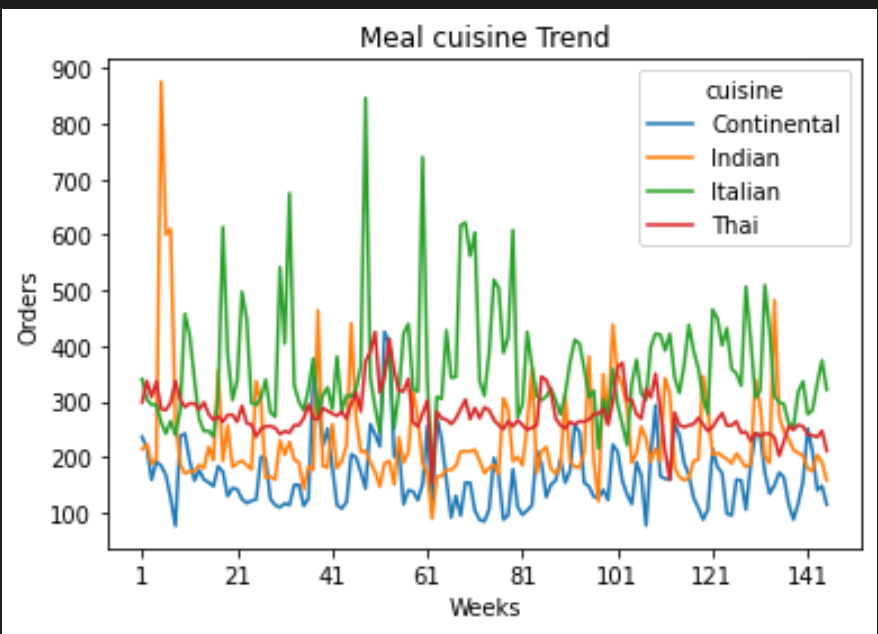 Meal cuisine Trend
900
800
700
600
500
400
300
200
100
Orders
cuisine
Continental
Indian
Italian
Thai
1 21 41 61 81 101 121 141
Weeks